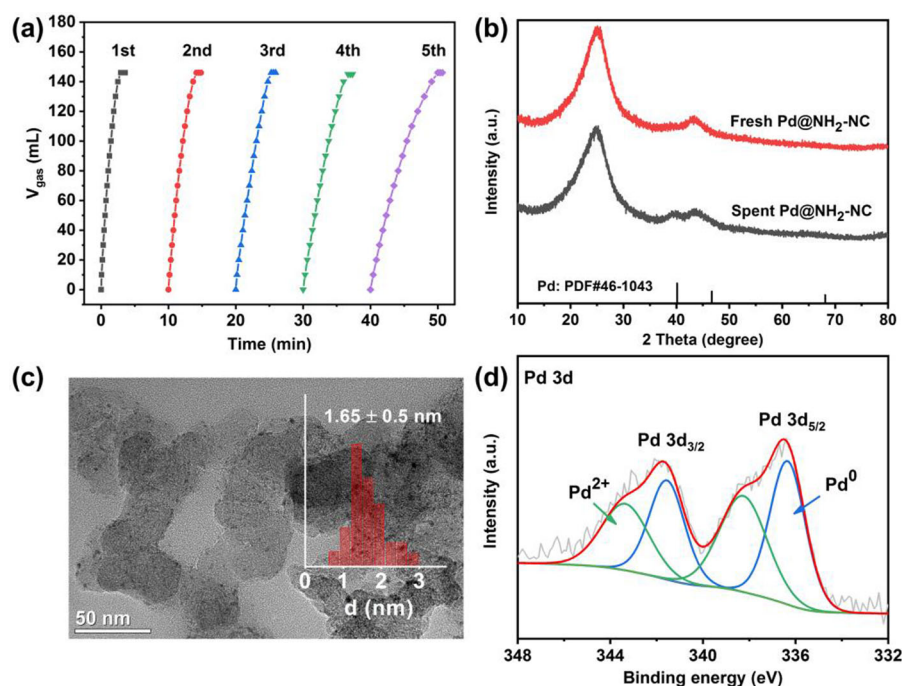 (a)
160
140
120
100
80
60
40
20
0
V_gas (mL)
1st 2nd 3rd 4th 5th
0 10 20 30 40 50
Time (min)
(b)
Intensity (a.u.)
Fresh Pd@NH₂-NC
Spent Pd@NH₂-NC
Pd: PDF#46-1043
10 20 30 40 50 60 70 80
2 Theta (degree)
(c)
1.65 ± 0.5 nm
0 1 2 3
d (nm)
50 nm
(d)
Pd 3d
Intensity (a.u.)
Pd 3d₅/₂
Pd 3d₃/₂
Pd²⁺
Pd⁰
348 344 340 336 332
Binding energy (eV)